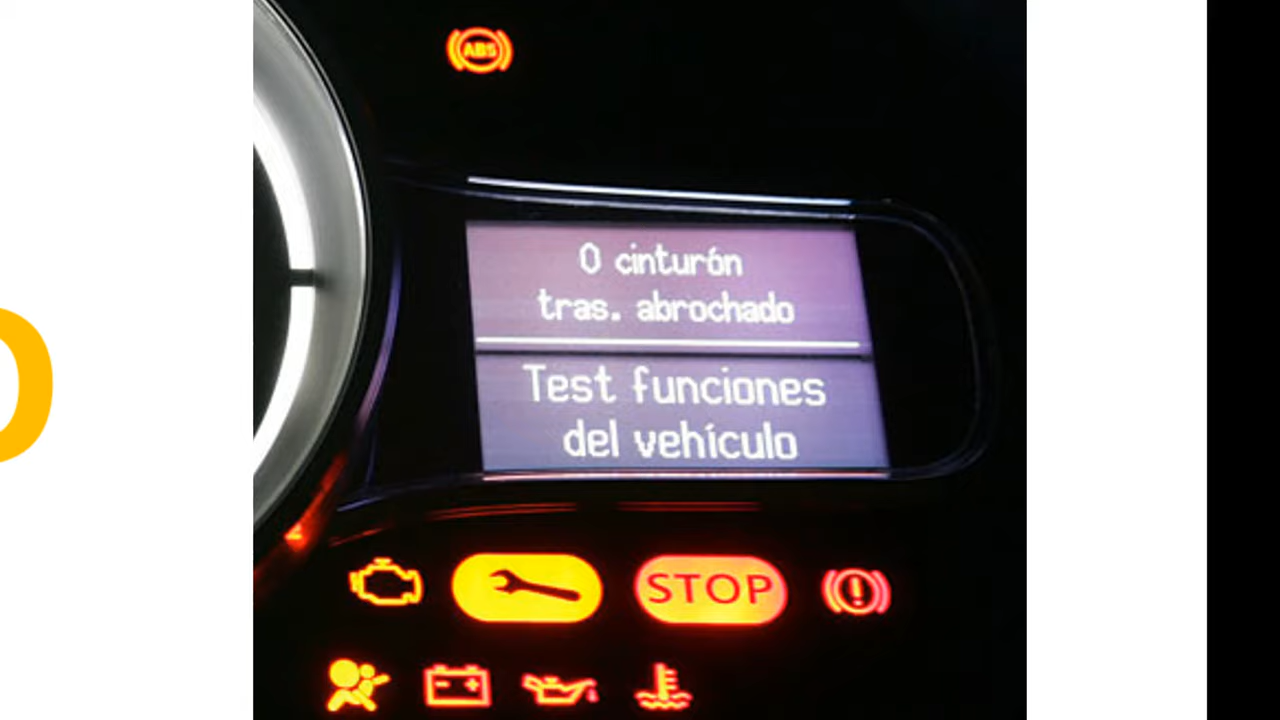 ABS
0 cinturón
tras. abrochado
Test funciones
del vehículo
STOP